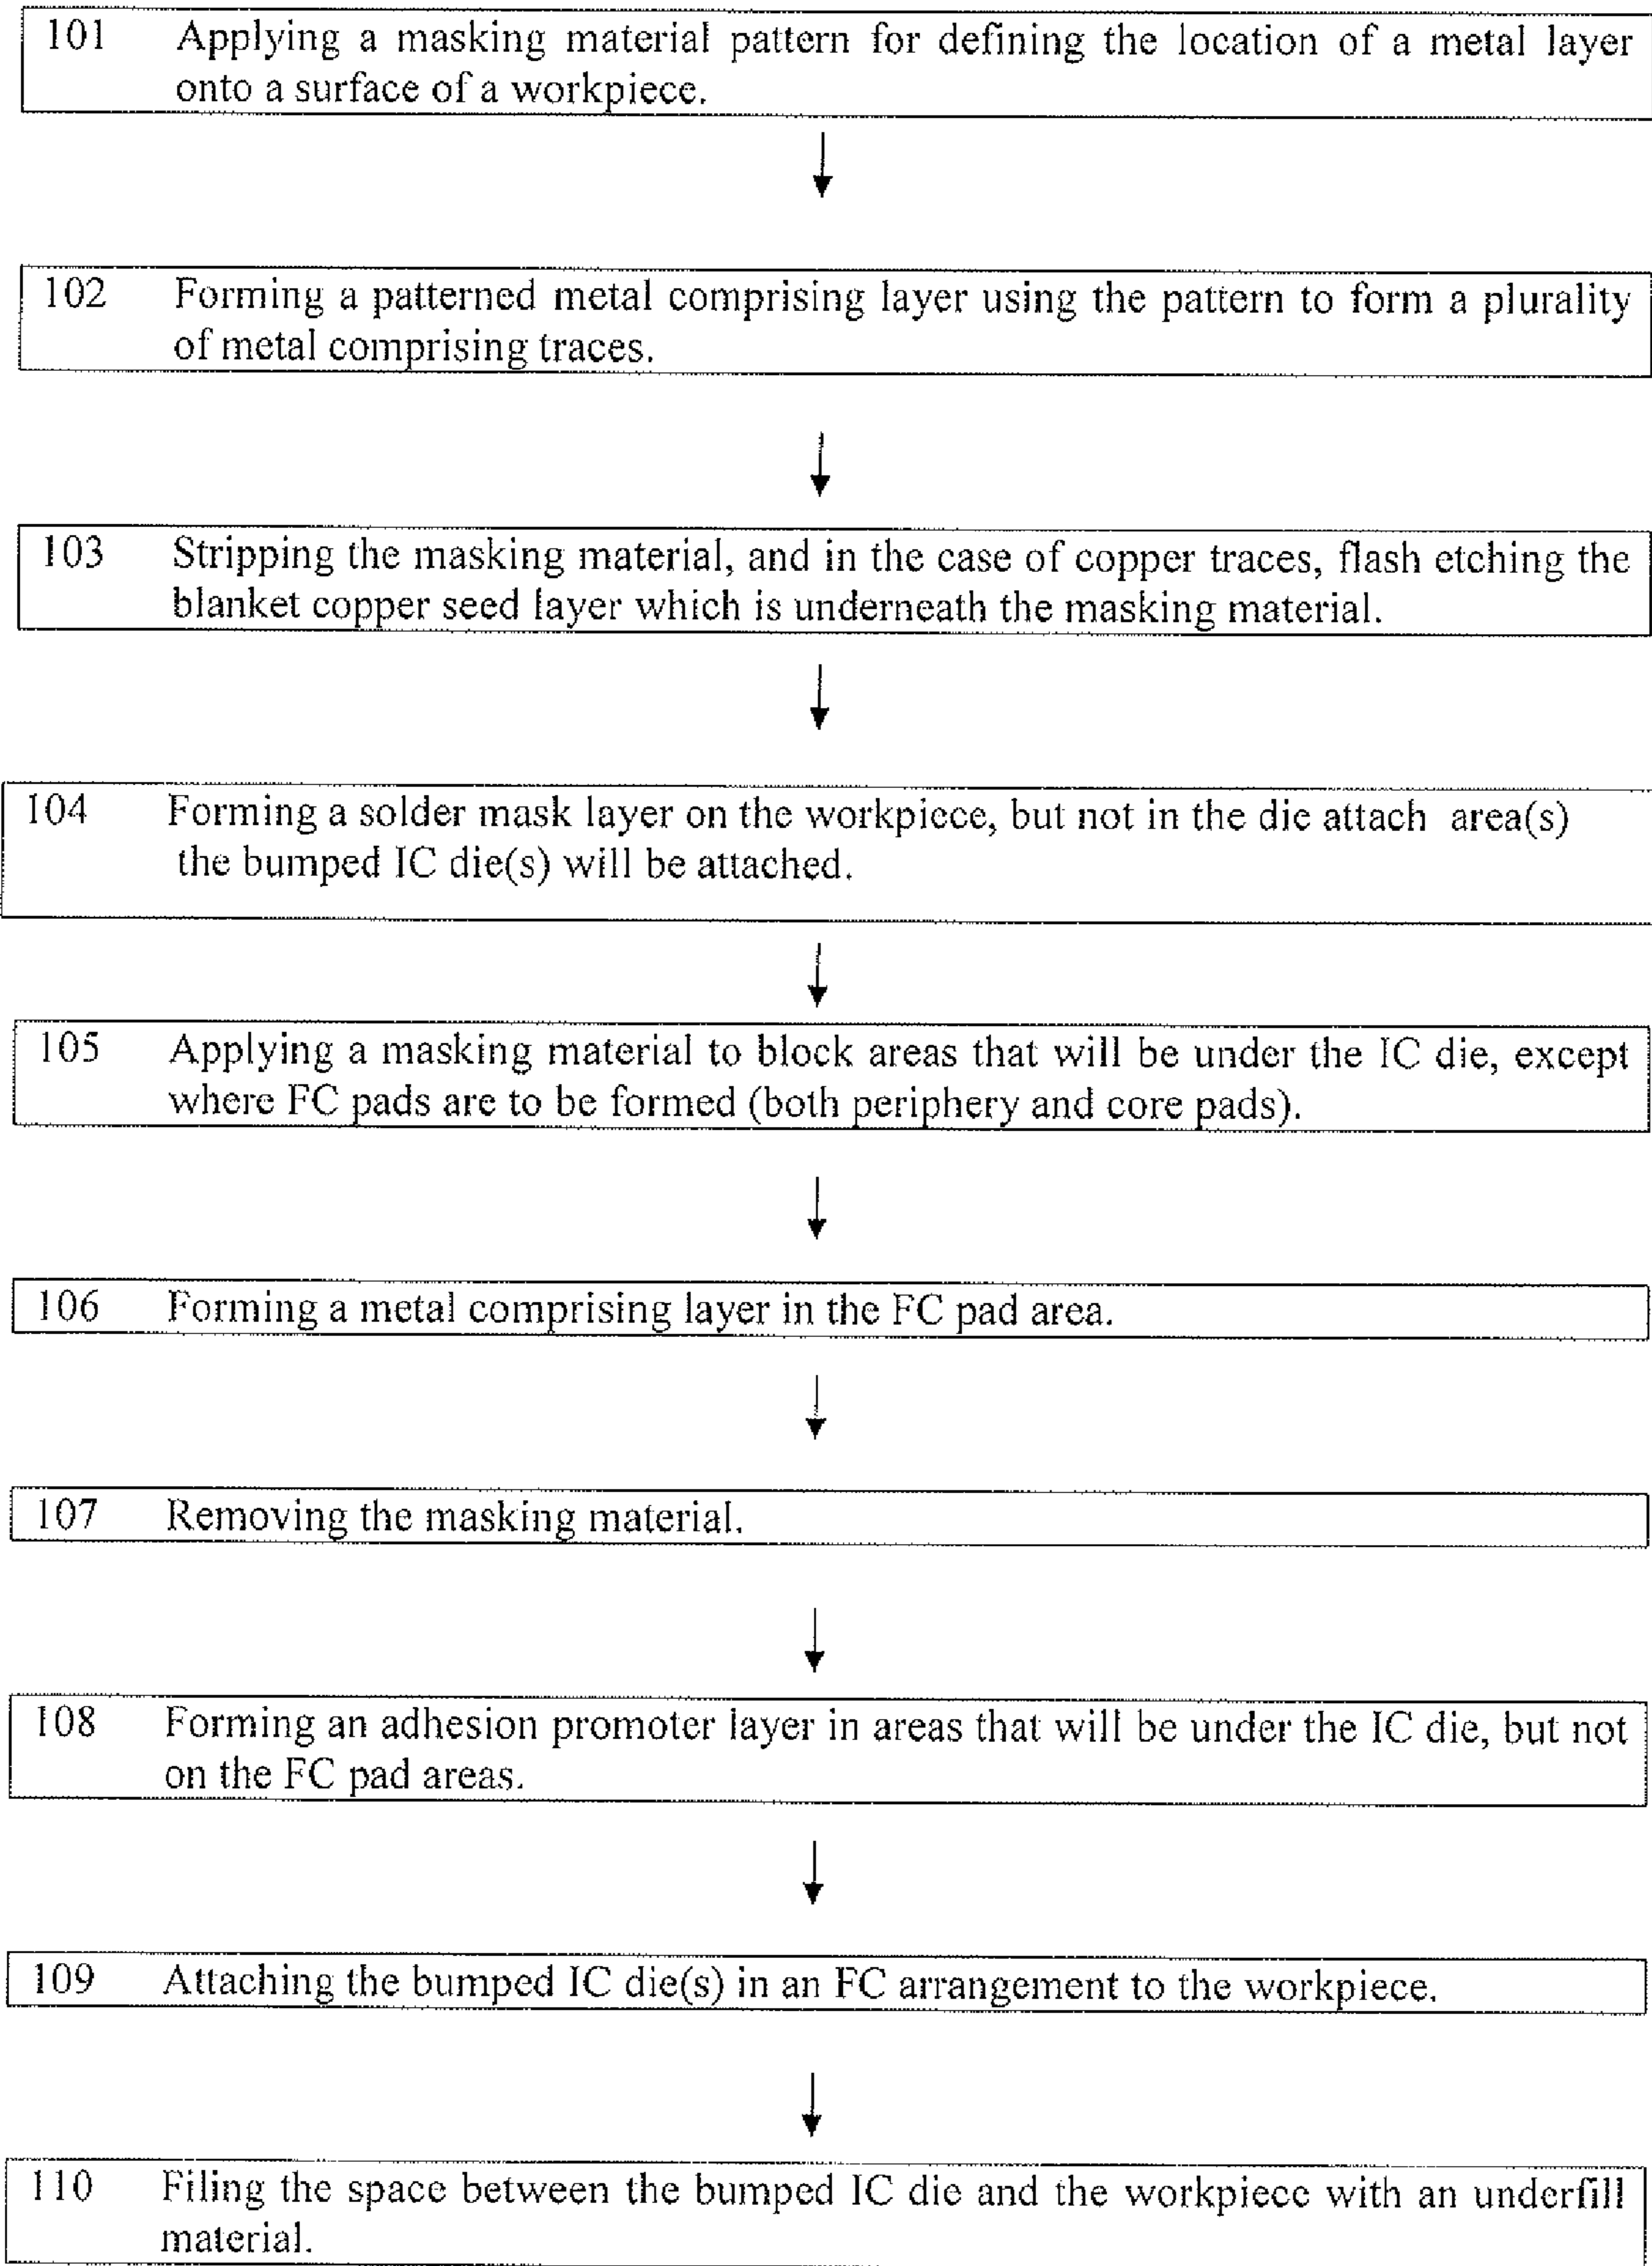 101 Applying a masking material pattern for defining the location of a metal layer
onto a surface of a workpiece.
102 Forming a patterned metal comprising layer using the pattern to form a plurality
of metal comprising traces.
103 Stripping the masking material, and in the case of copper traces, flash etching the
blanket copper seed layer which is underneath the masking material.
104 Forming a solder mask layer on the workpiece, but not in the die attach area(s)
the bumped IC die(s) will be attached.
105 Applying a masking material to block areas that will be under the IC die, except
where FC pads are to be formed (both periphery and core pads).
106 Forming a metal comprising layer in the FC pad area.
107 Removing the masking material.
108 Forming an adhesion promoter layer in areas that will be under the IC die, but not
on the FC pad areas.
109 Attaching the bumped IC die(s) in an FC arrangement to the workpiece.
110 Filing the space between the bumped IC die and the workpiece with an underfill
material.